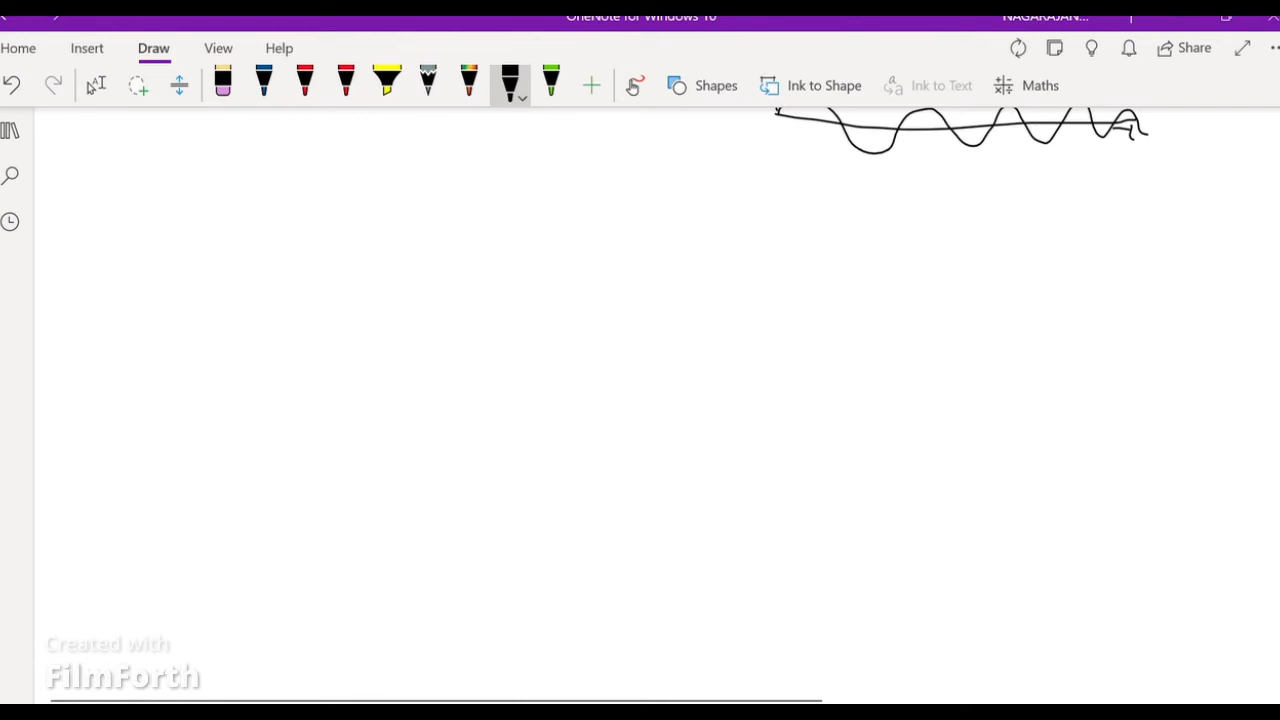 OneNote for Windows 10
NAGARAJAN...
Home Insert Draw View Help
Share
Shapes Ink to Shape Ink to Text Maths
Created with
FilmForth